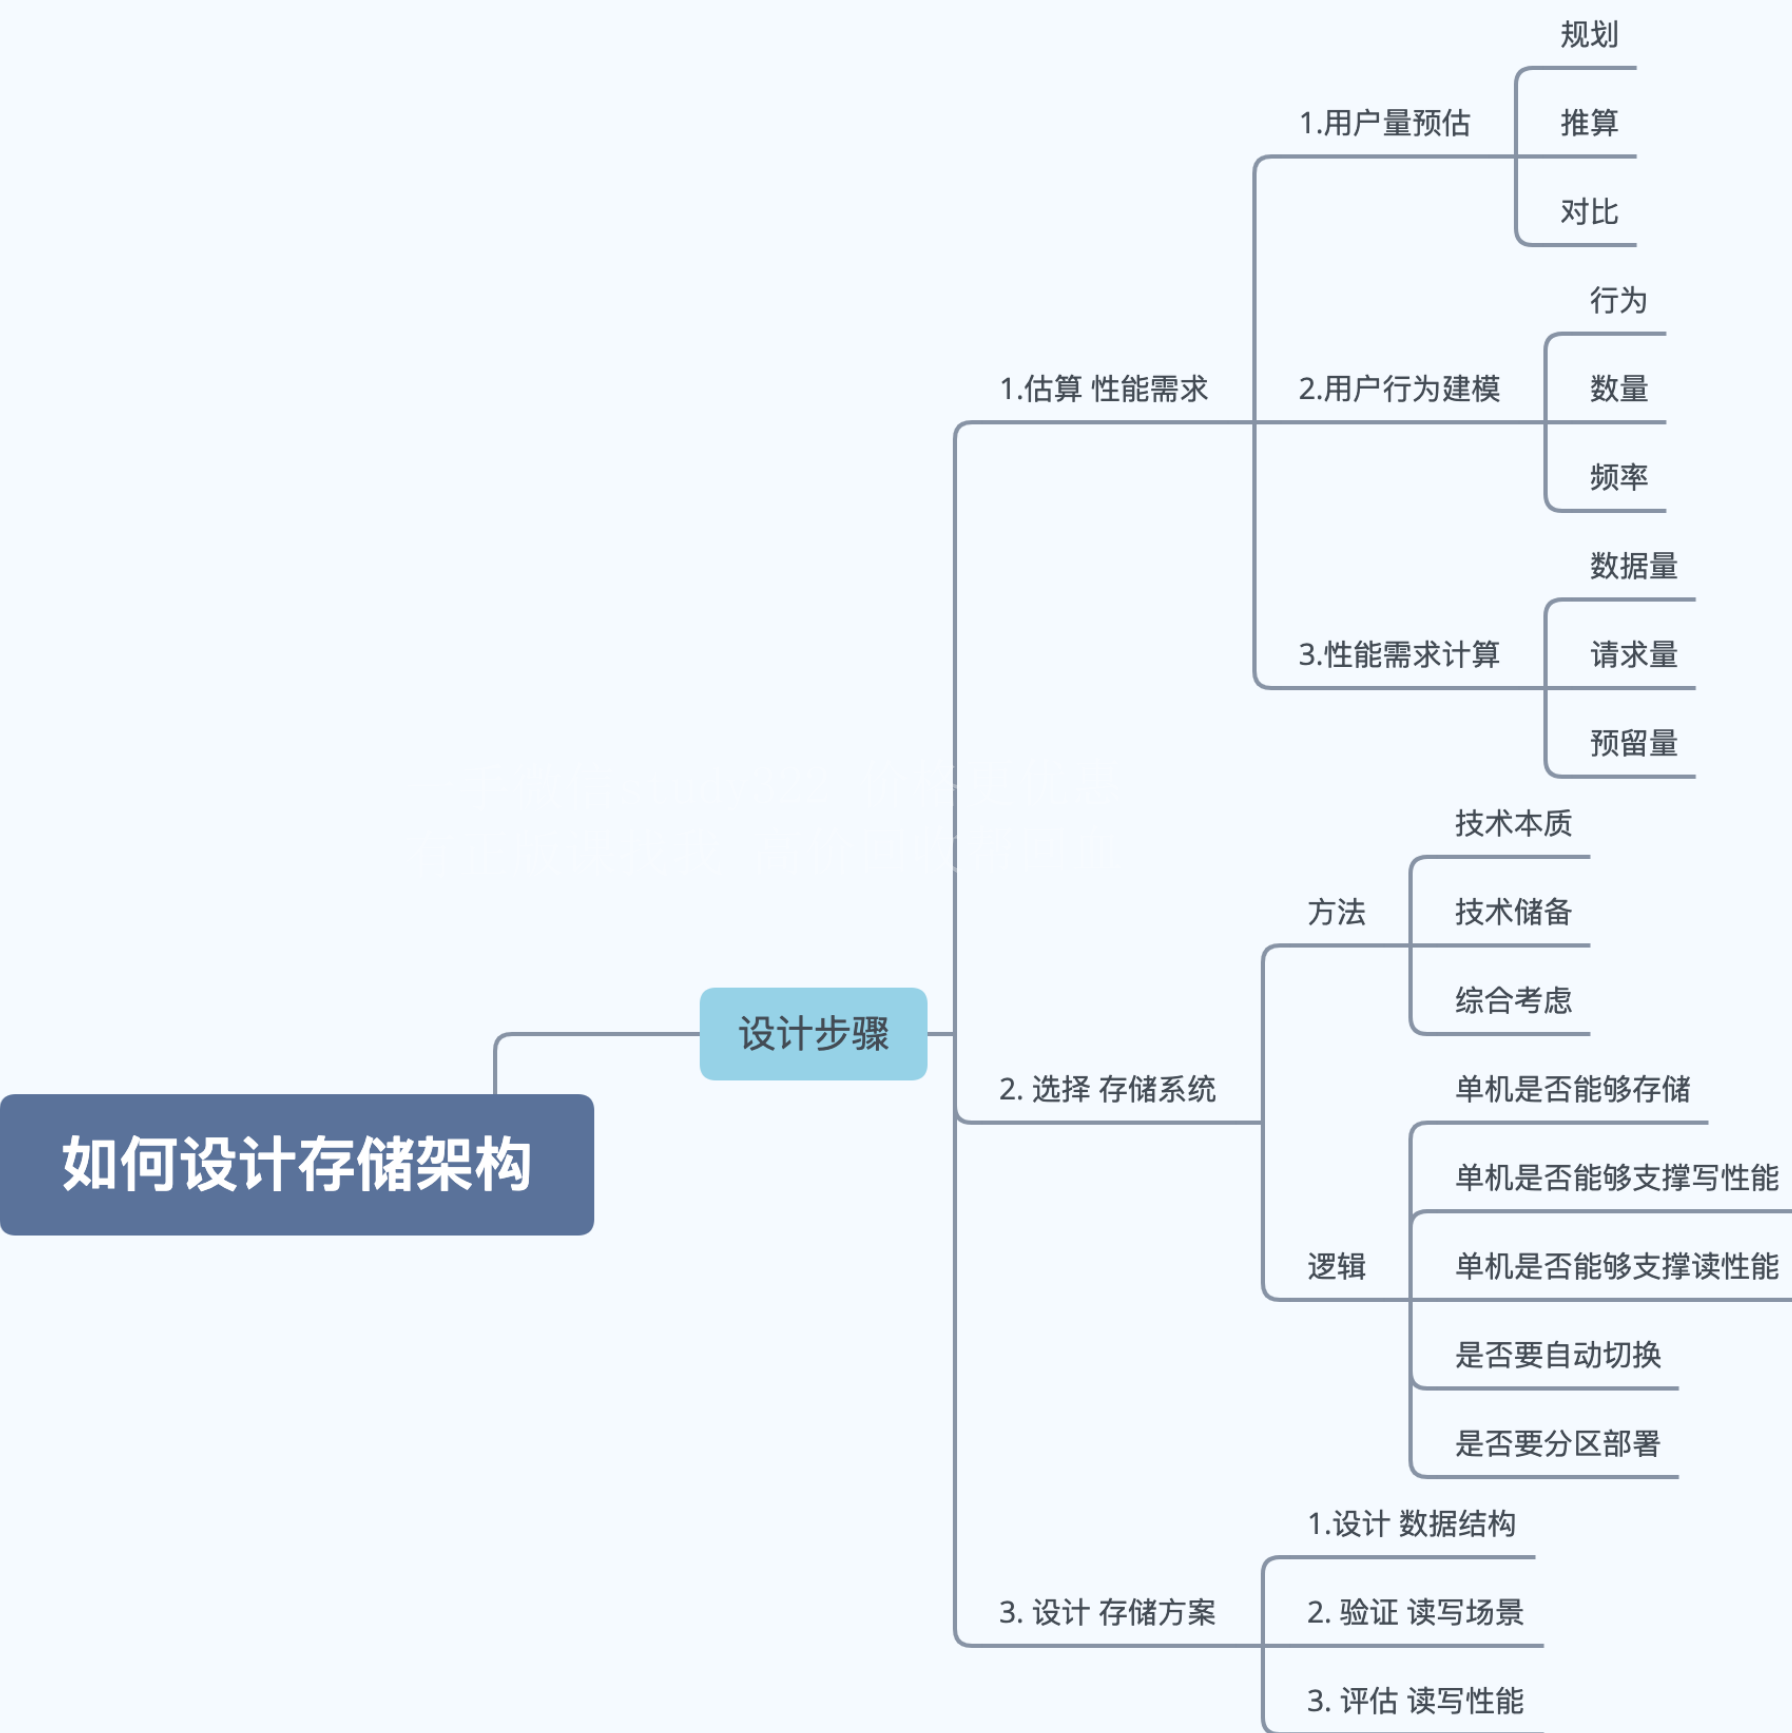 规划
1.用户量预估
推算
对比
行为
1.估算 性能需求
2.用户行为建模
数量
频率
数据量
3.性能需求计算
请求量
预留量
技术本质
方法
技术储备
综合考虑
设计步骤
2. 选择 存储系统
单机是否能够存储
如何设计存储架构
单机是否能够支撑写性能
逻辑
单机是否能够支撑读性能
是否要自动切换
是否要分区部署
1.设计 数据结构
3. 设计 存储方案
2. 验证 读写场景
3. 评估 读写性能